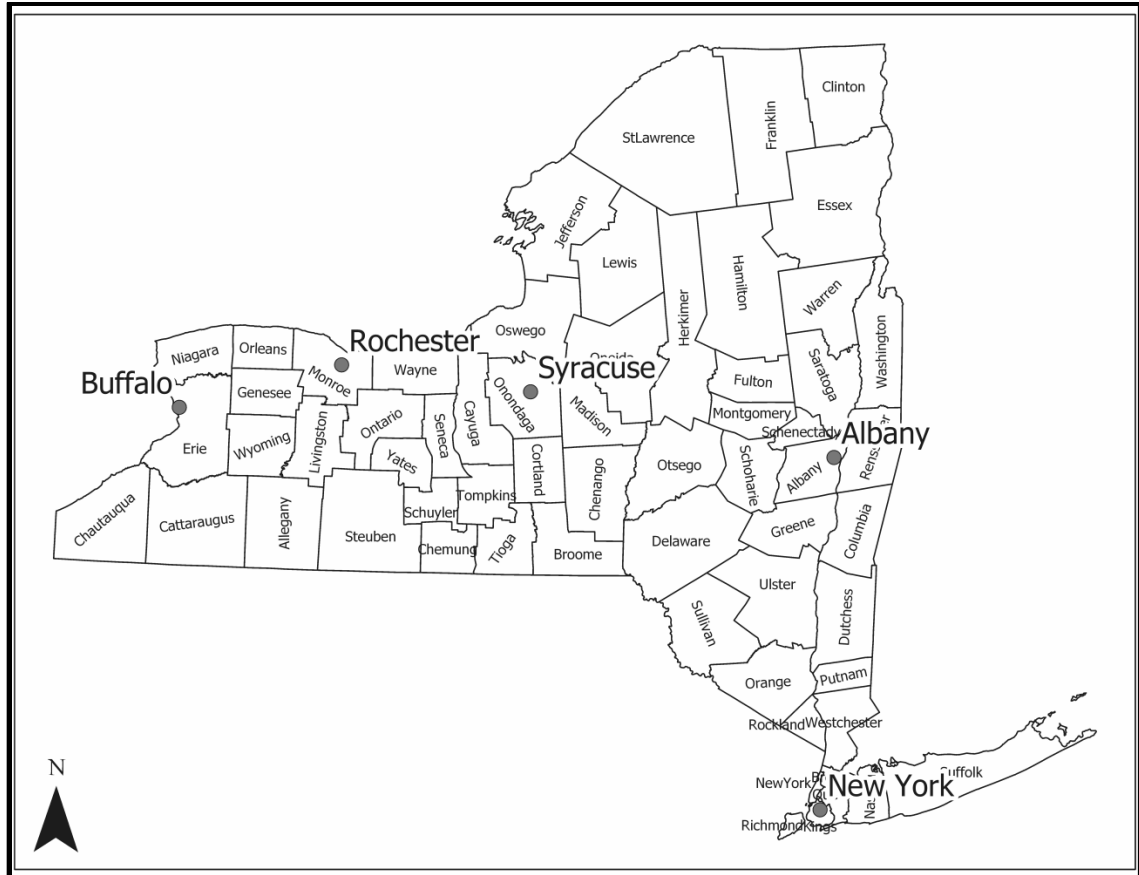 Clinton
StLawrence
Franklin
Essex
Jefferson
Lewis
Hamilton
Herkimer
Warren
Washington
Oswego
Rochester
Niagara
Orleans
Monroe
Wayne
Syracuse
Saratoga
Buffalo
Genesee
Fulton
Onondaga
Madison
Cayuga
Ontario
Seneca
Montgomery
Schenectady
Albany
Erie
Wyoming
Livingston
Yates
Cortland
Otsego
Schoharie
Albany
Chautauqua
Cattaraugus
Allegany
Steuben
Schuyler
Tompkins
Chenango
Chemung
Tioga
Broome
Delaware
Greene
Columbia
Ulster
Sullivan
Dutchess
Orange
Putnam
Rockland
Westchester
N
NewYork
New York
Richmond
Kings